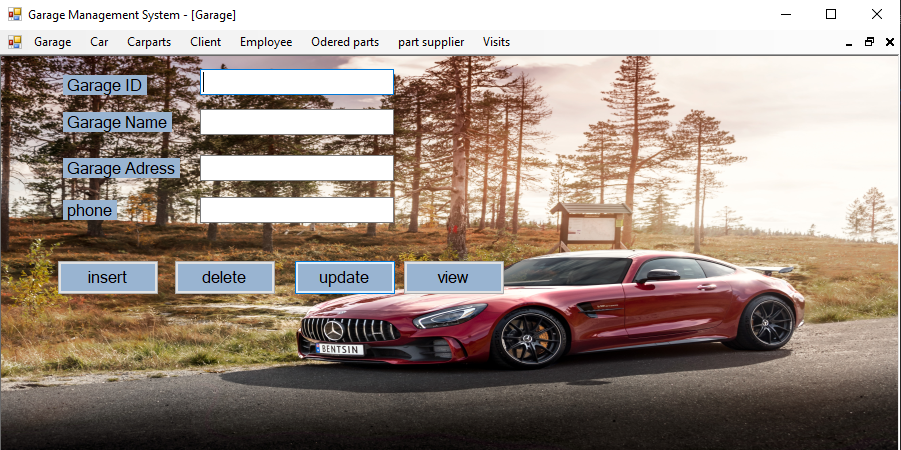 Garage Management System - [Garage]
Garage Car Carparts Client Employee Odered parts part supplier Visits
Garage ID
Garage Name
Garage Adress
phone
insert delete update view
BENTSIN